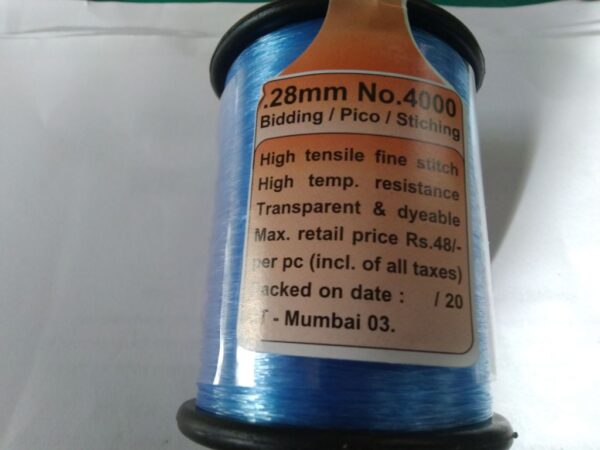 .28mm No.4000
Bidding / Pico / Stiching
High tensile fine stitch
High temp. resistance
Transparent & dyeable
Max. retail price Rs.48/-
per pc (incl. of all taxes)
Packed on date : / 20
T - Mumbai 03.